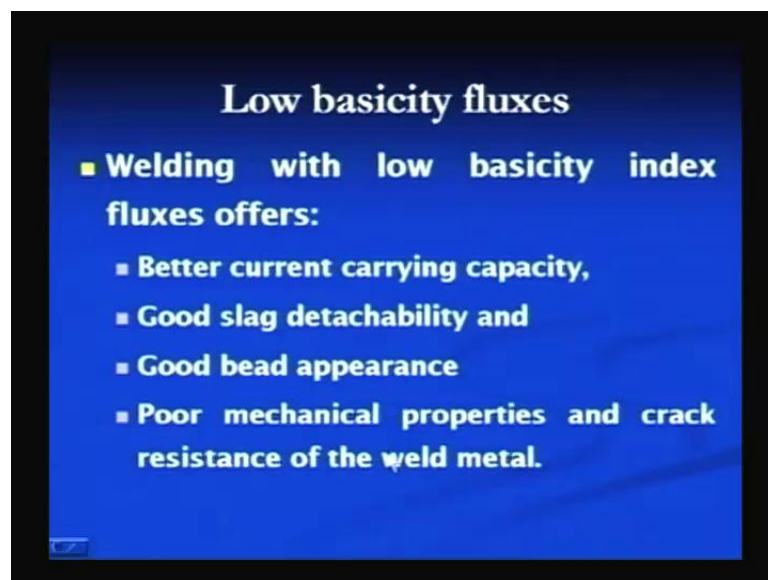 Low basicity fluxes
Welding with low basicity index
fluxes offers:
Better current carrying capacity,
Good slag detachability and
Good bead appearance
Poor mechanical properties and crack
resistance of the weld metal.